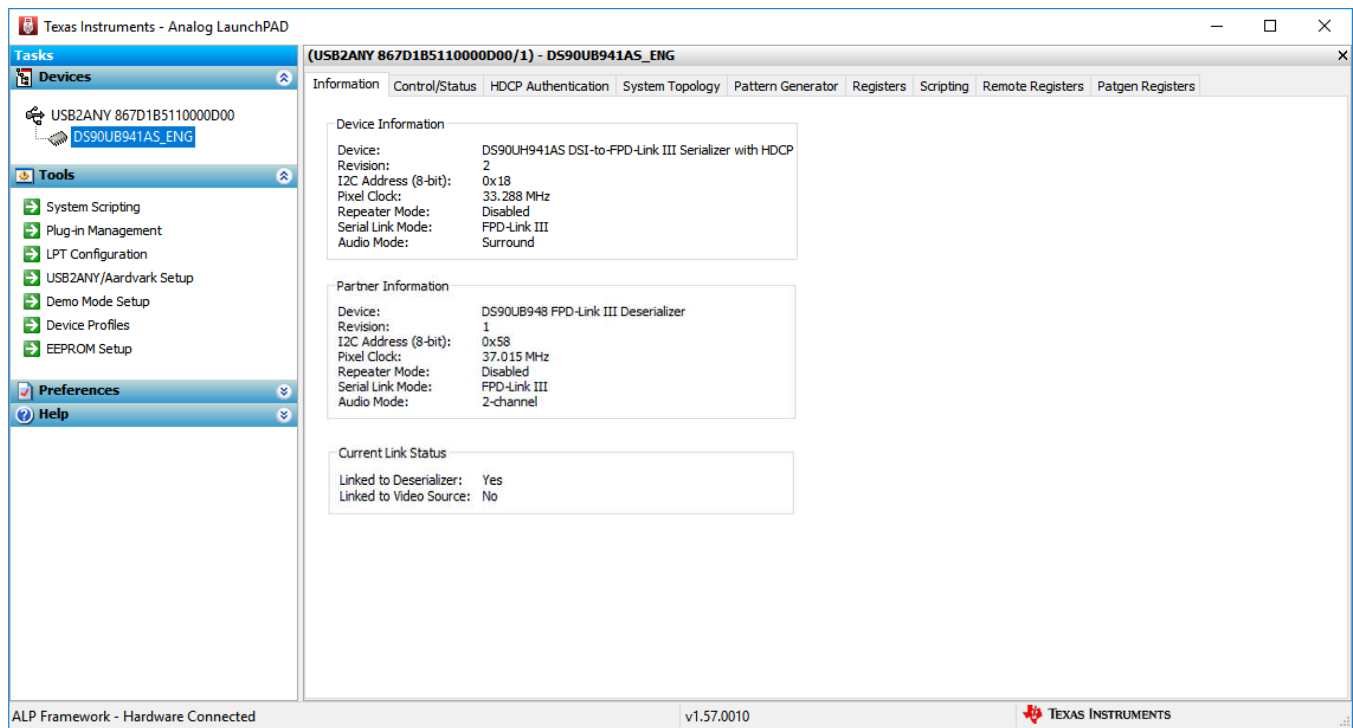 Texas Instruments - Analog LaunchPAD
Tasks
Devices
USB2ANY 867D1B5110000D00
DS90UB941AS_ENG
Tools
System Scripting
Plug-in Management
LPT Configuration
USB2ANY/Aardvark Setup
Demo Mode Setup
Device Profiles
EEPROM Setup
Preferences
Help
(USB2ANY 867D1B5110000D00/1) - DS90UB941AS_ENG
Information Control/Status HDCP Authentication System Topology Pattern Generator Registers Scripting Remote Registers Patgen Registers
Device Information
Device: DS90UH941AS DSI-to-FPD-Link III Serializer with HDCP
Revision: 2
I2C Address (8-bit): 0x18
Pixel Clock: 33.288 MHz
Repeater Mode: Disabled
Serial Link Mode: FPD-Link III
Audio Mode: Surround
Partner Information
Device: DS90UB948 FPD-Link III Deserializer
Revision: 1
I2C Address (8-bit): 0x58
Pixel Clock: 37.015 MHz
Repeater Mode: Disabled
Serial Link Mode: FPD-Link III
Audio Mode: 2-channel
Current Link Status
Linked to Deserializer: Yes
Linked to Video Source: No
ALP Framework - Hardware Connected v1.57.0010 TEXAS INSTRUMENTS